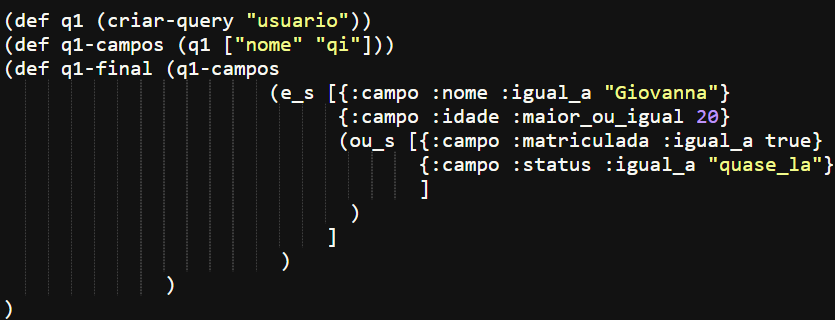 (def q1 (criar-query "usuario"))
(def q1-campos (q1 ["nome" "qi"]))
(def q1-final (q1-campos
(e_s [{:campo :nome :igual_a "Giovanna"}
{:campo :idade :maior_ou_igual 20}
(ou_s [{:campo :matriculada :igual_a true}
{:campo :status :igual_a "quase_la"}
]
)
]
)
)
)